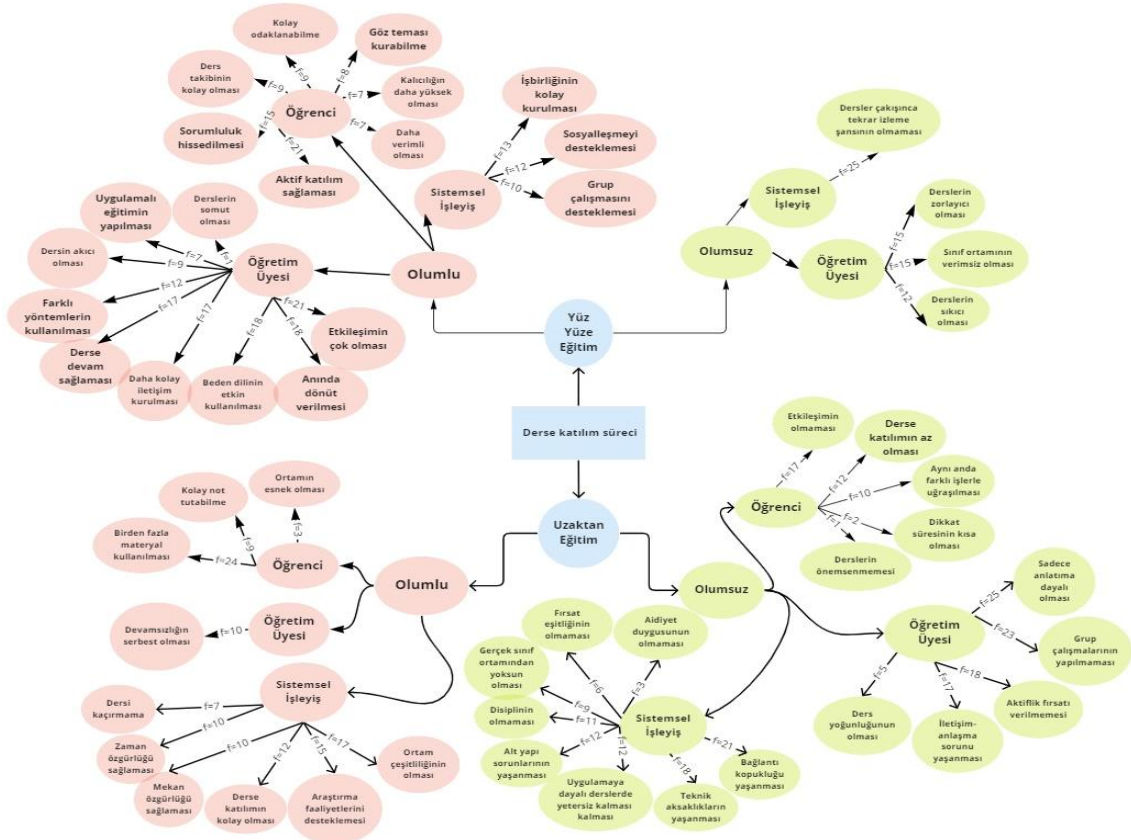 Kolay
odaklanabilme
f=9
Göz teması
kurabilme
f=8
Ders
takibinin
kolay olması
f=9
Kalıcılığın
daha yüksek
olması
f=7
Öğrenci
Sorumluluk
hissedilmesi
f=15
Daha
verimli
olması
f=7
Aktif katılım
sağlaması
f=21
İşbirliğinin
kolay
kurulması
f=13
Sosyalleşmeyi
desteklemesi
f=12
Grup
çalışmasını
desteklemesi
f=10
Sistemsel
İşleyiş
Uygulamalı
eğitimin
yapılması
f=7
Derslerin
somut
olması
f=1
Dersin akıcı
olması
f=9
Öğretim
Üyesi
Olumlu
Farklı
yöntemlerin
kullanılması
f=12
Derse
devam
sağlaması
f=17
Daha kolay
iletişim
kurulması
f=17
Beden dilinin
etkin
kullanılması
f=18
Anında
dönüt
verilmesi
f=18
Etkileşimin
çok olması
f=21
Dersler çakışınca
tekrar izleme
şansının olmaması
f=25
Sistemsel
İşleyiş
Olumsuz
Öğretim
Üyesi
Derslerin
zorlayıcı
olması
f=15
Sınıf ortamının
verimsiz olması
f=15
Derslerin
sıkıcı
olması
f=12
Yüz
Yüze
Eğitim
Derse katılım süreci
Uzaktan
Eğitim
Kolay not
tutabilme
f=9
Ortamın
esnek olması
f=3
Birden fazla
materyal
kullanılması
f=24
Öğrenci
Olumlu
Devamsızlığın
serbest olması
f=10
Öğretim
Üyesi
Sistemsel
İşleyiş
Dersi
kaçırmama
f=7
Zaman
özgürlüğü
sağlaması
f=10
Mekan
özgürlüğü
sağlaması
f=10
Derse
katılımın
kolay olması
f=12
Araştırma
faaliyetlerini
desteklemesi
f=15
Ortam
çeşitliliğinin
olması
f=17
Etkileşimin
olmaması
f=17
Derse
katılımın az
olması
f=12
Aynı anda
farklı işlerle
uğraşılması
f=10
Öğrenci
Dikkat
süresinin kısa
olması
f=2
Derslerin
önemsenmemesi
f=1
Olumsuz
Öğretim
Üyesi
Sadece
anlatıma
dayalı
olması
f=25
Grup
çalışmalarının
yapılmaması
f=23
Aktiflik fırsatı
verilmemesi
f=18
İletişim-
anlaşma
sorunu
yaşanması
f=17
Ders
yoğunluğunun
olması
f=5
Fırsat
eşitliğinin
olmaması
f=6
Aidiyet
duygusunun
olmaması
f=3
Gerçek sınıf
ortamından
yoksun
olması
f=9
Disiplinin
olmaması
f=11
Sistemsel
İşleyiş
Alt yapı
sorunlarının
yaşanması
f=12
Uygulamaya
dayalı derslerde
yetersiz kalması
kalması
f=12
Teknik
aksaklıkların
yaşanması
f=18
Bağlantı
kopukluğu
yaşanması
f=21